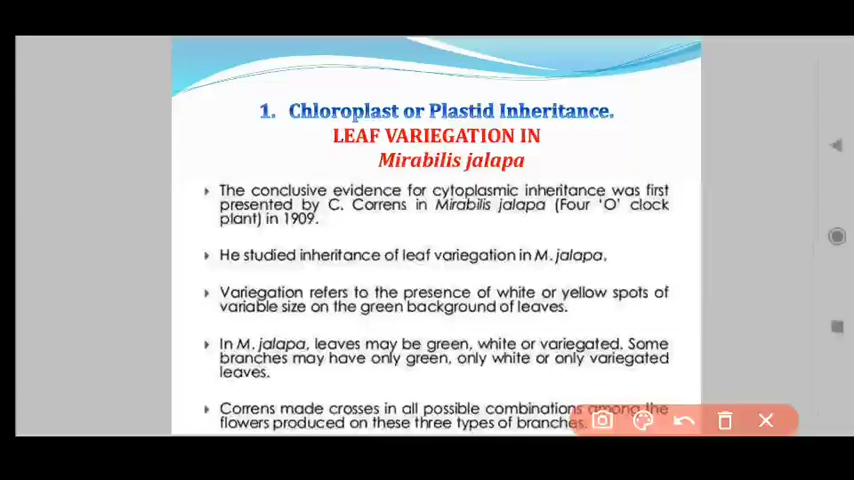 1. Chloroplast or Plastid Inheritance.
LEAF VARIEGATION IN
Mirabilis jalapa
The conclusive evidence for cytoplasmic inheritance was first
presented by C. Correns in Mirabilis jalapa (Four 'O' clock
plant) in 1909.
He studied inheritance of leaf variegation in M. jalapa.
Variegation refers to the presence of white or yellow spots of
variable size on the green background of leaves.
In M. jalapa, leaves may be green, white or variegated. Some
branches may have only green, only white or only variegated
leaves.
Correns made crosses in all possible combinations among the
flowers produced on these three types of branches.